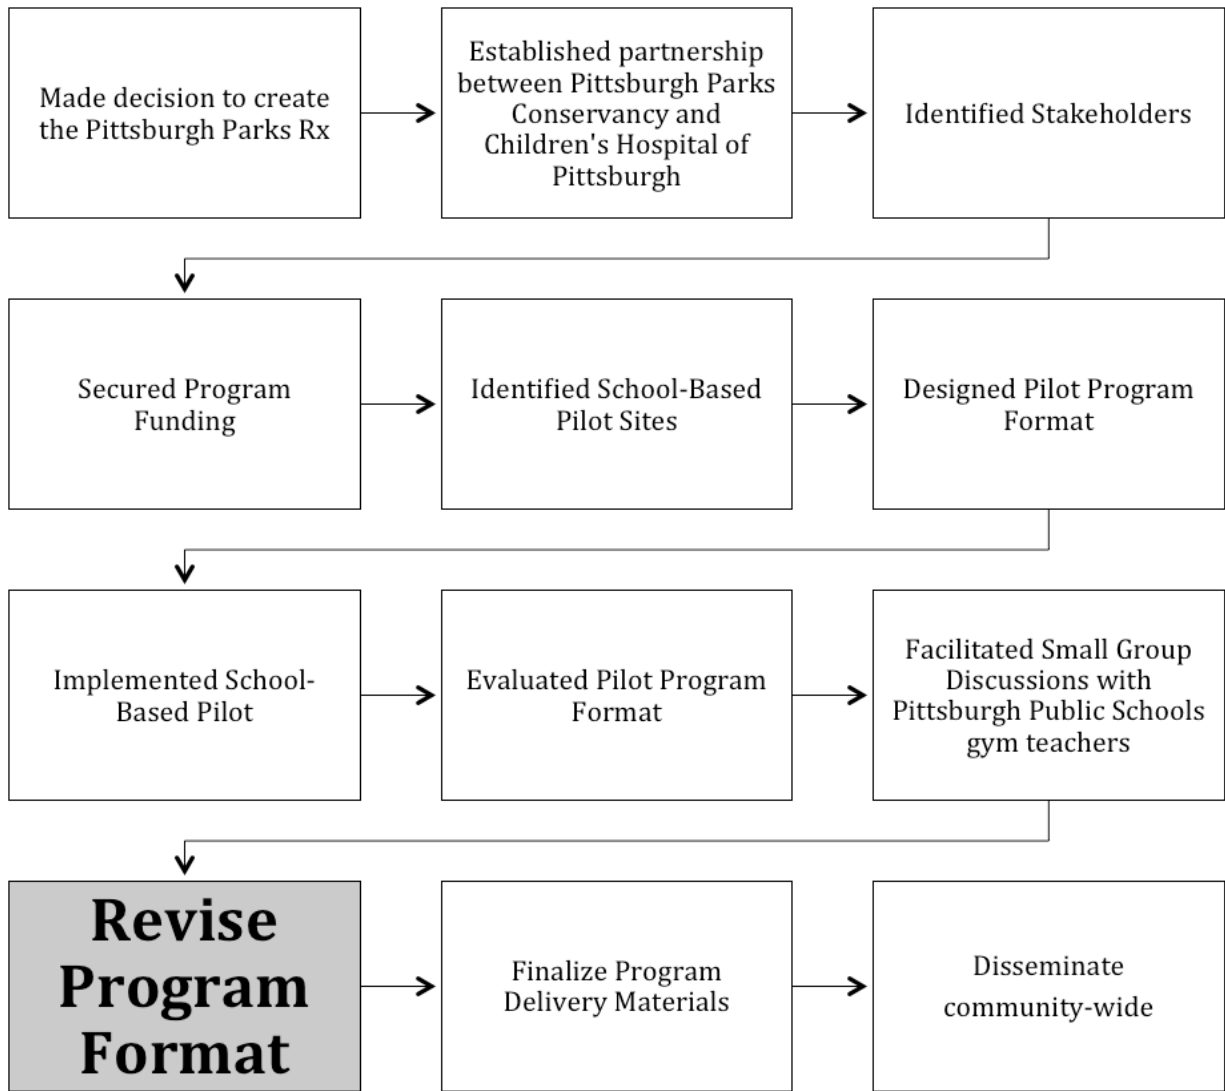 Made decision to create
the Pittsburgh Parks Rx
Established partnership
between Pittsburgh Parks
Conservancy and
Children's Hospital of
Pittsburgh
Identified Stakeholders
Secured Program
Funding
Identified School-Based
Pilot Sites
Designed Pilot Program
Format
Implemented School-
Based Pilot
Evaluated Pilot Program
Format
Facilitated Small Group
Discussions with
Pittsburgh Public Schools
gym teachers
Revise
Program
Format
Finalize Program
Delivery Materials
Disseminate
community-wide